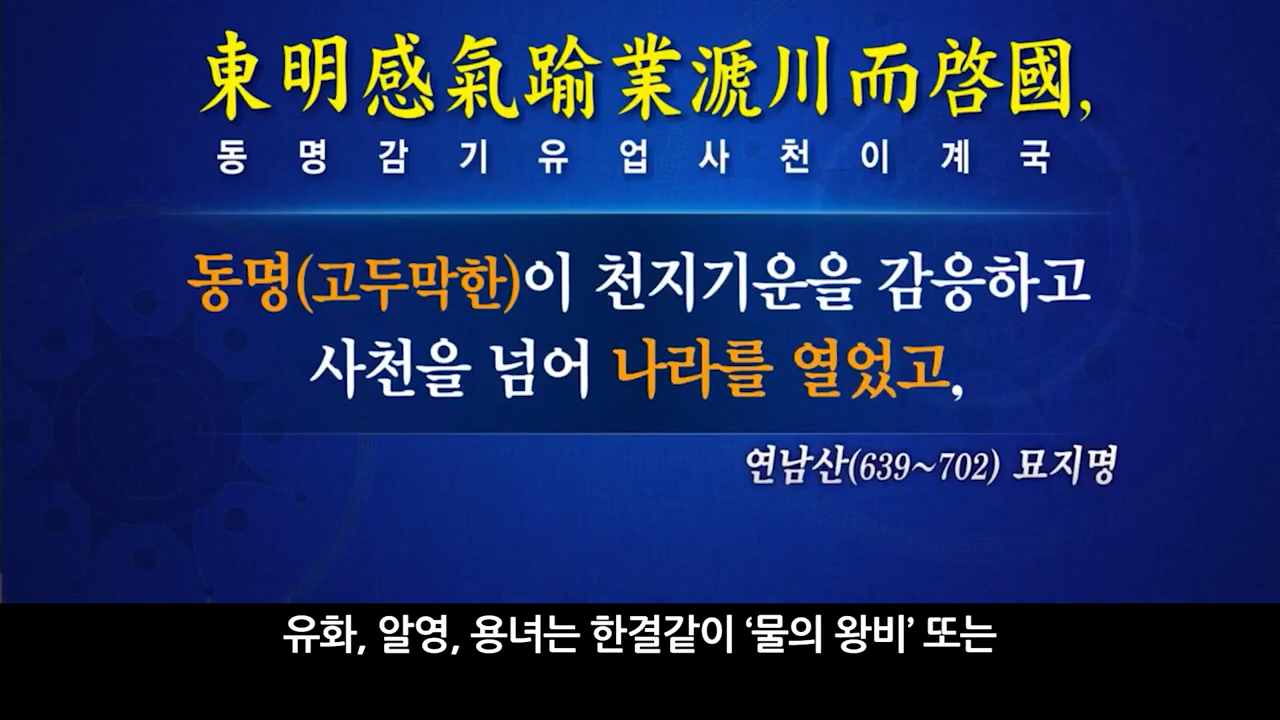 東明感氣踰業㴲川而啓國,
동명감기유업사천이계국
동명(고두막한)이 천지기운을 감응하고
사천을 넘어 나라를 열었고,
연남산(639~702) 묘지명
유화, 알영, 용녀는 한결같이 ‘물의 왕비’ 또는